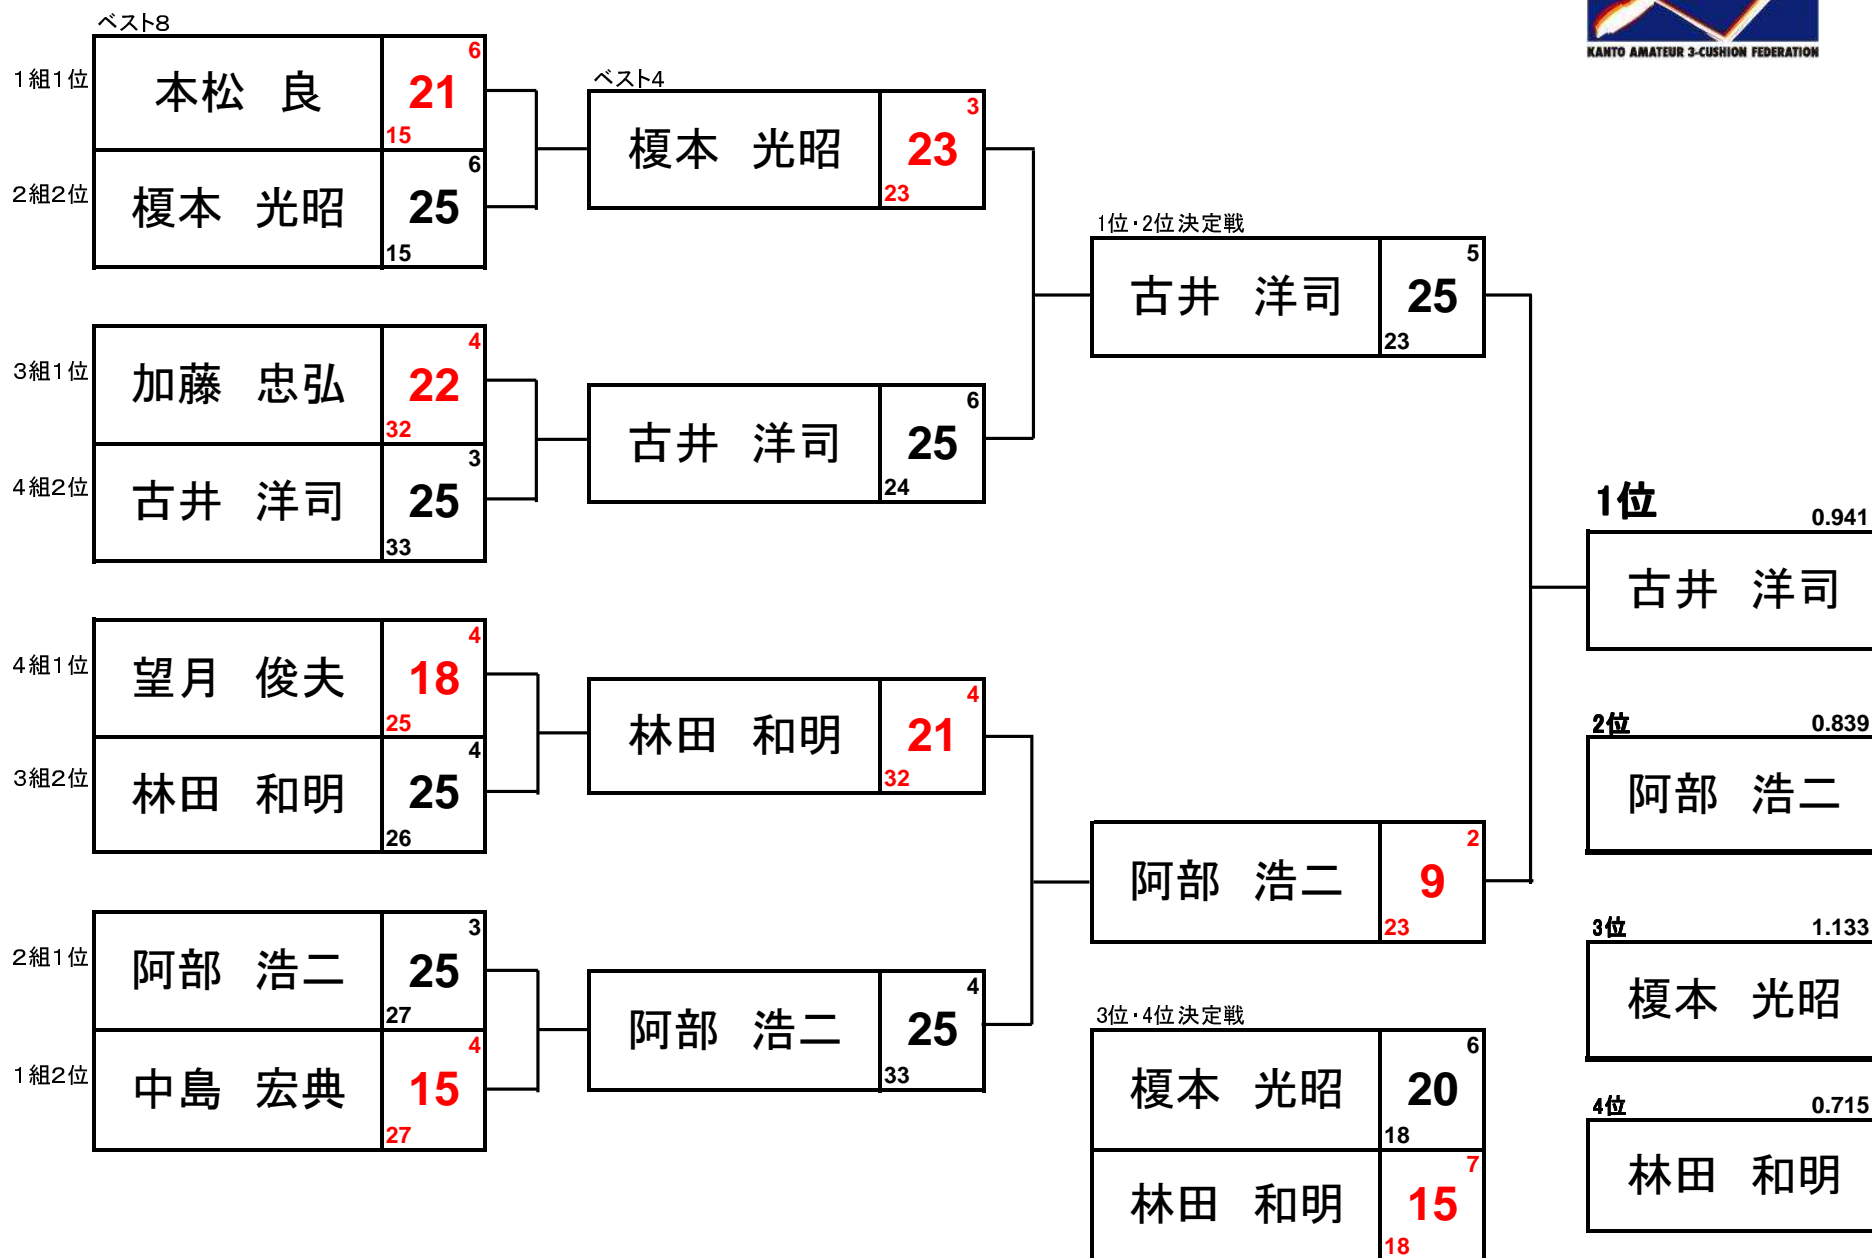 KANTO AMATEUR 3-CUSHION FEDERATION
ベスト8
1組1位 本松 良 21 6 15
2組2位 榎本 光昭 25 6 15
3組1位 加藤 忠弘 22 4 32
4組2位 古井 洋司 25 3 33
4組1位 望月 俊夫 18 4 25
3組2位 林田 和明 25 4 26
2組1位 阿部 浩二 25 3 27
1組2位 中島 宏典 15 4 27
ベスト4
榎本 光昭 23 3 23
古井 洋司 25 6 24
林田 和明 21 4 32
阿部 浩二 25 4 33
1位・2位決定戦
古井 洋司 25 5 23
阿部 浩二 9 2 23
3位・4位決定戦
榎本 光昭 20 6 18
林田 和明 15 7 18
1位 0.941
古井 洋司
2位 0.839
阿部 浩二
3位 1.133
榎本 光昭
4位 0.715
林田 和明